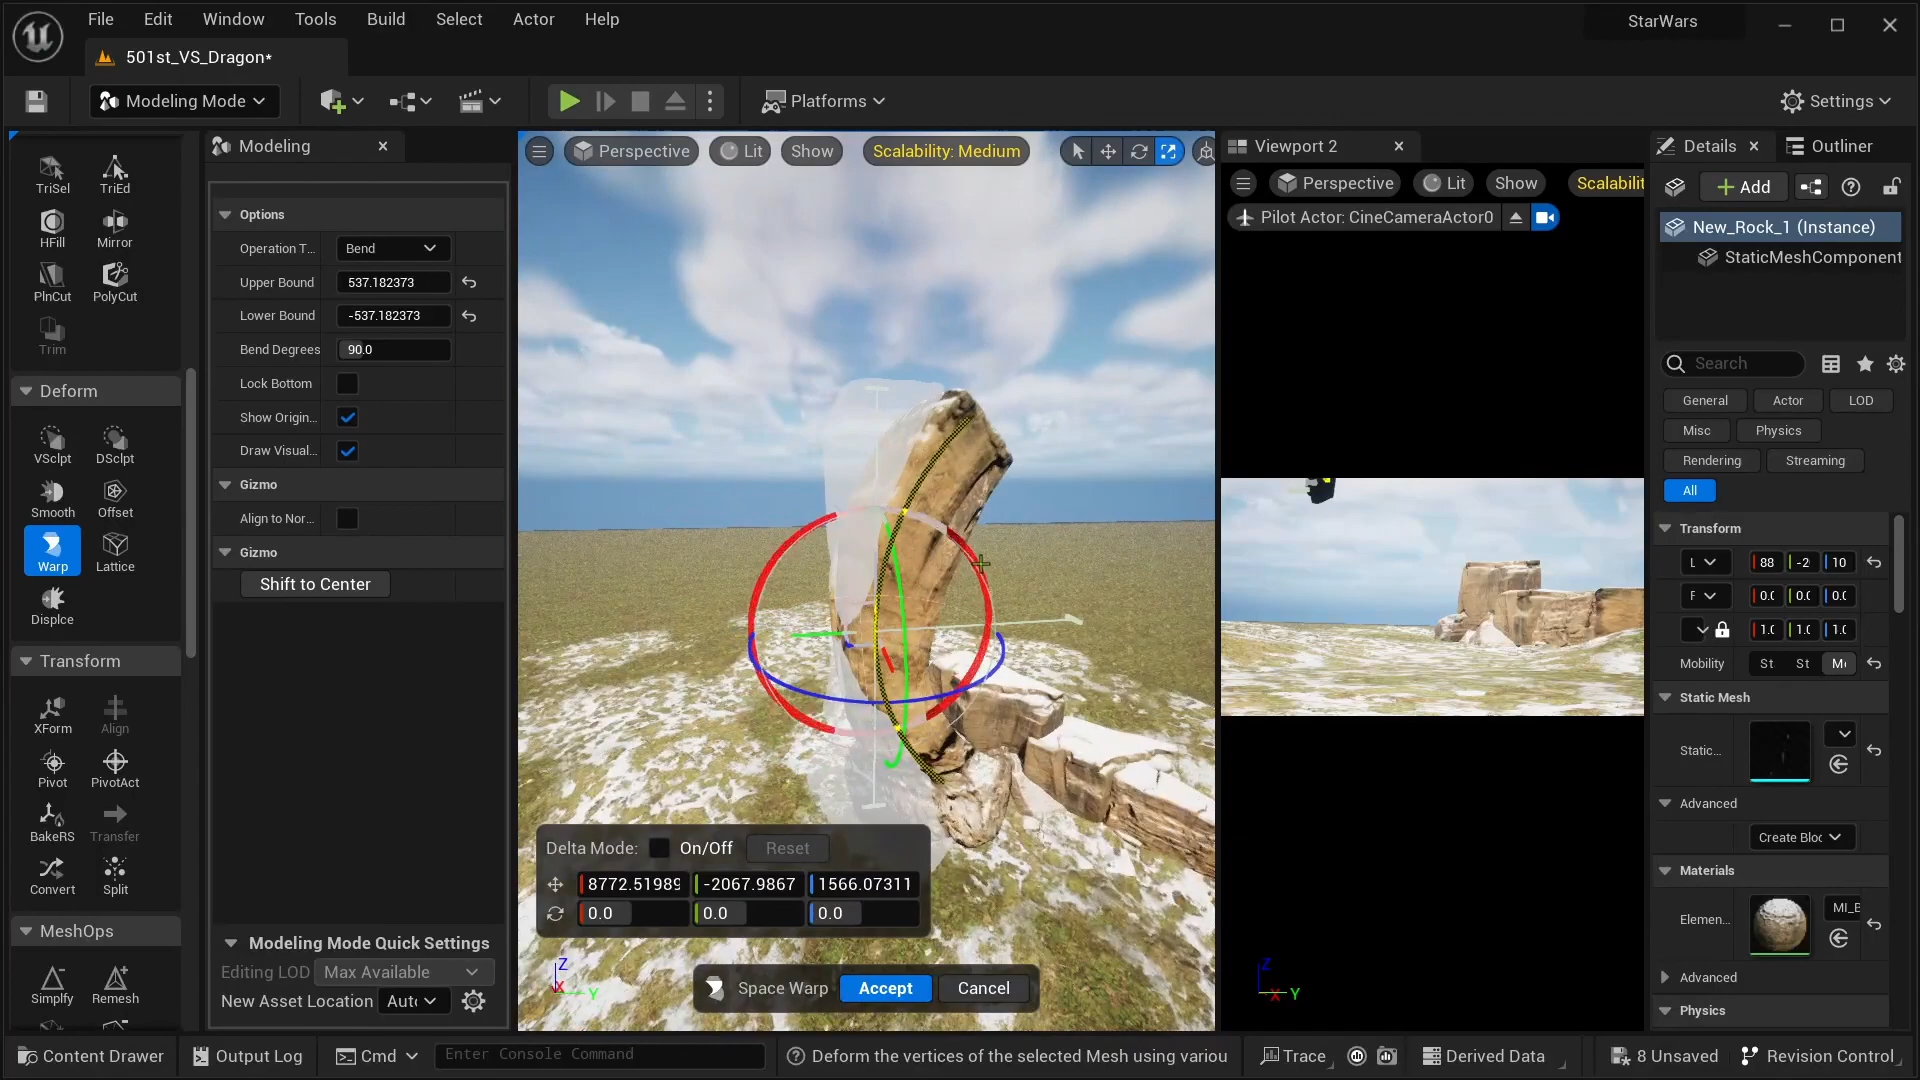 File Edit Window Tools Build Select Actor Help
StarWars
501st_VS_Dragon*
Modeling Mode
Platforms
Settings
TriSel TriEd
HFill Mirror
PlnCut PolyCut
Trim
Deform
VSclpt DSclpt
Smooth Offset
Warp Lattice
Displce
Transform
XForm Align
Pivot PivotAct
BakeRS Transfer
Convert Split
MeshOps
Simplfy Remesh
Modeling
Options
Operation T... Bend
Upper Bound 537.182373
Lower Bound -537.182373
Bend Degrees 90.0
Lock Bottom
Show Origin...
Draw Visual...
Gizmo
Align to Nor...
Gizmo
Shift to Center
Modeling Mode Quick Settings
Editing LOD Max Available
New Asset Location
Perspective Lit Show Scalability: Medium
Delta Mode: On/Off Reset
8772.51989 -2067.9867 1566.07311
0.0 0.0 0.0
Z
X Y
Space Warp Accept Cancel
Viewport 2
Perspective Lit Show
Pilot Actor: CineCameraActor0
Z
X Y
Details Outliner
Add
New_Rock_1 (Instance)
StaticMeshComponent
Search
General Actor LOD
Misc Physics
Rendering Streaming
All
Transform
L 88 -2 10
Mobility St St
Static Mesh
Static...
Advanced
Materials
Elemen...
Advanced
Physics
Content Drawer Output Log Cmd Enter Console Command Deform the vertices of the selected Mesh using variou Trace Derived Data 8 Unsaved Revision Control